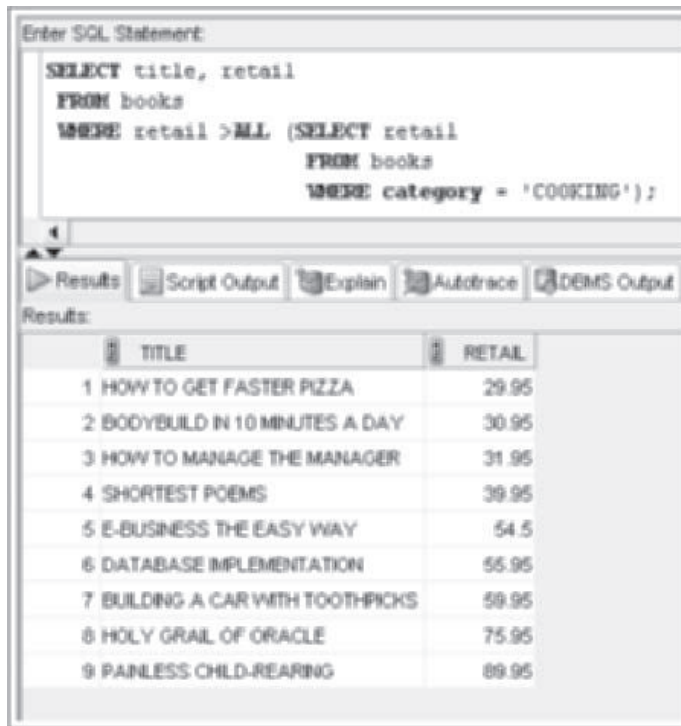 Enter SQL Statement:
SELECT title, retail
FROM books
WHERE retail >ALL (SELECT retail
FROM books
WHERE category = 'COOKING');
Results Script Output Explain Autotrace DBMS Output
Results:
TITLE RETAIL
1 HOW TO GET FASTER PIZZA 29.95
2 BODYBUILD IN 10 MINUTES A DAY 30.95
3 HOW TO MANAGE THE MANAGER 31.95
4 SHORTEST POEMS 39.95
5 E-BUSINESS THE EASY WAY 54.5
6 DATABASE IMPLEMENTATION 55.95
7 BUILDING A CAR WITH TOOTHPICKS 59.95
8 HOLY GRAIL OF ORACLE 75.95
9 PAINLESS CHILD-REARING 89.95